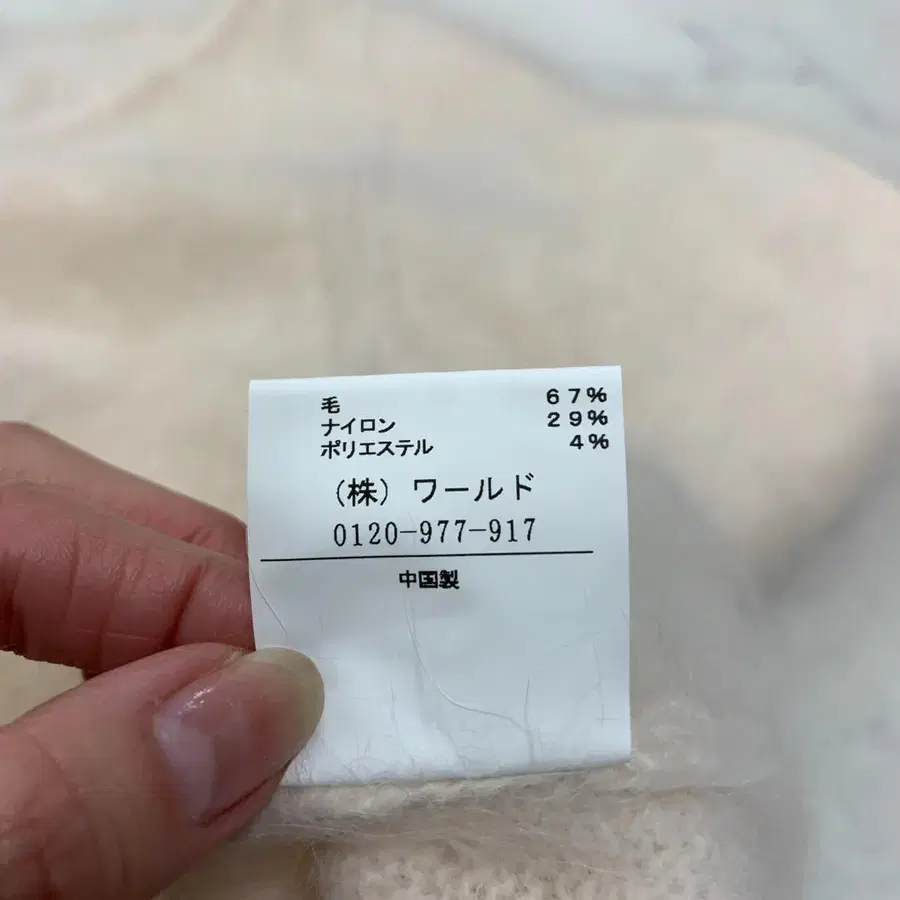 毛 67%
ナイロン 29%
ポリエステル 4%
(株) ワールド
0120-977-917
中国製